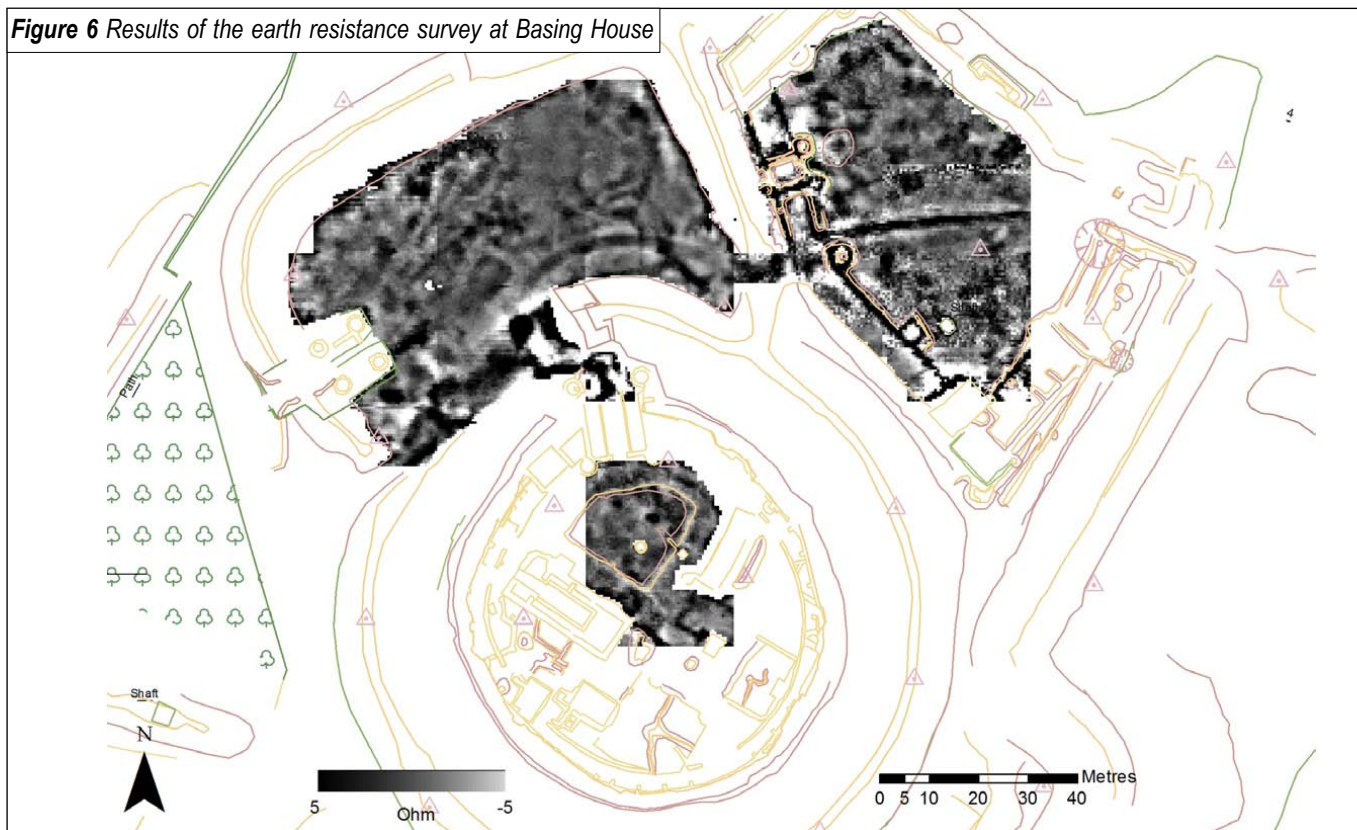 Figure 6 Results of the earth resistance survey at Basing House
4
Path
Shaft
Shaft
N
5 -5
Ohm
Metres
0 5 10 20 30 40